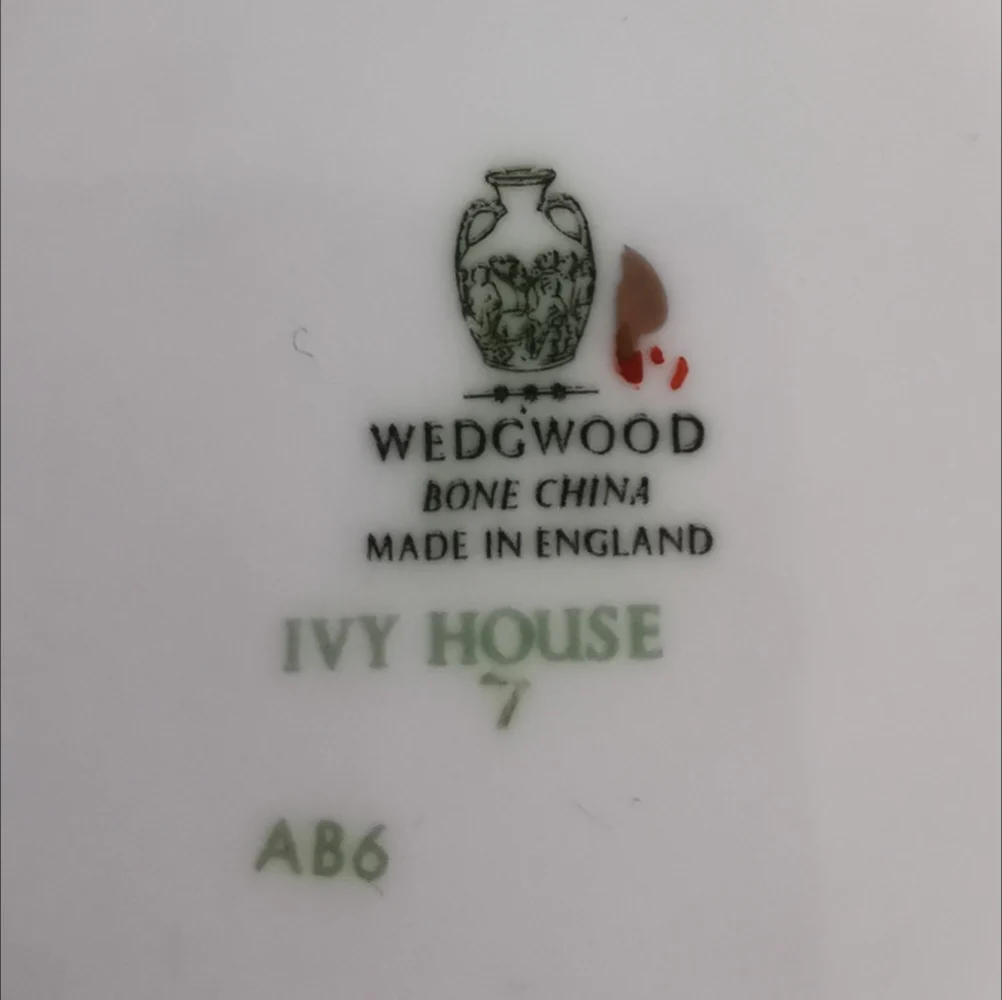 WEDGWOOD
BONE CHINA
MADE IN ENGLAND
IVY HOUSE
7
AB6